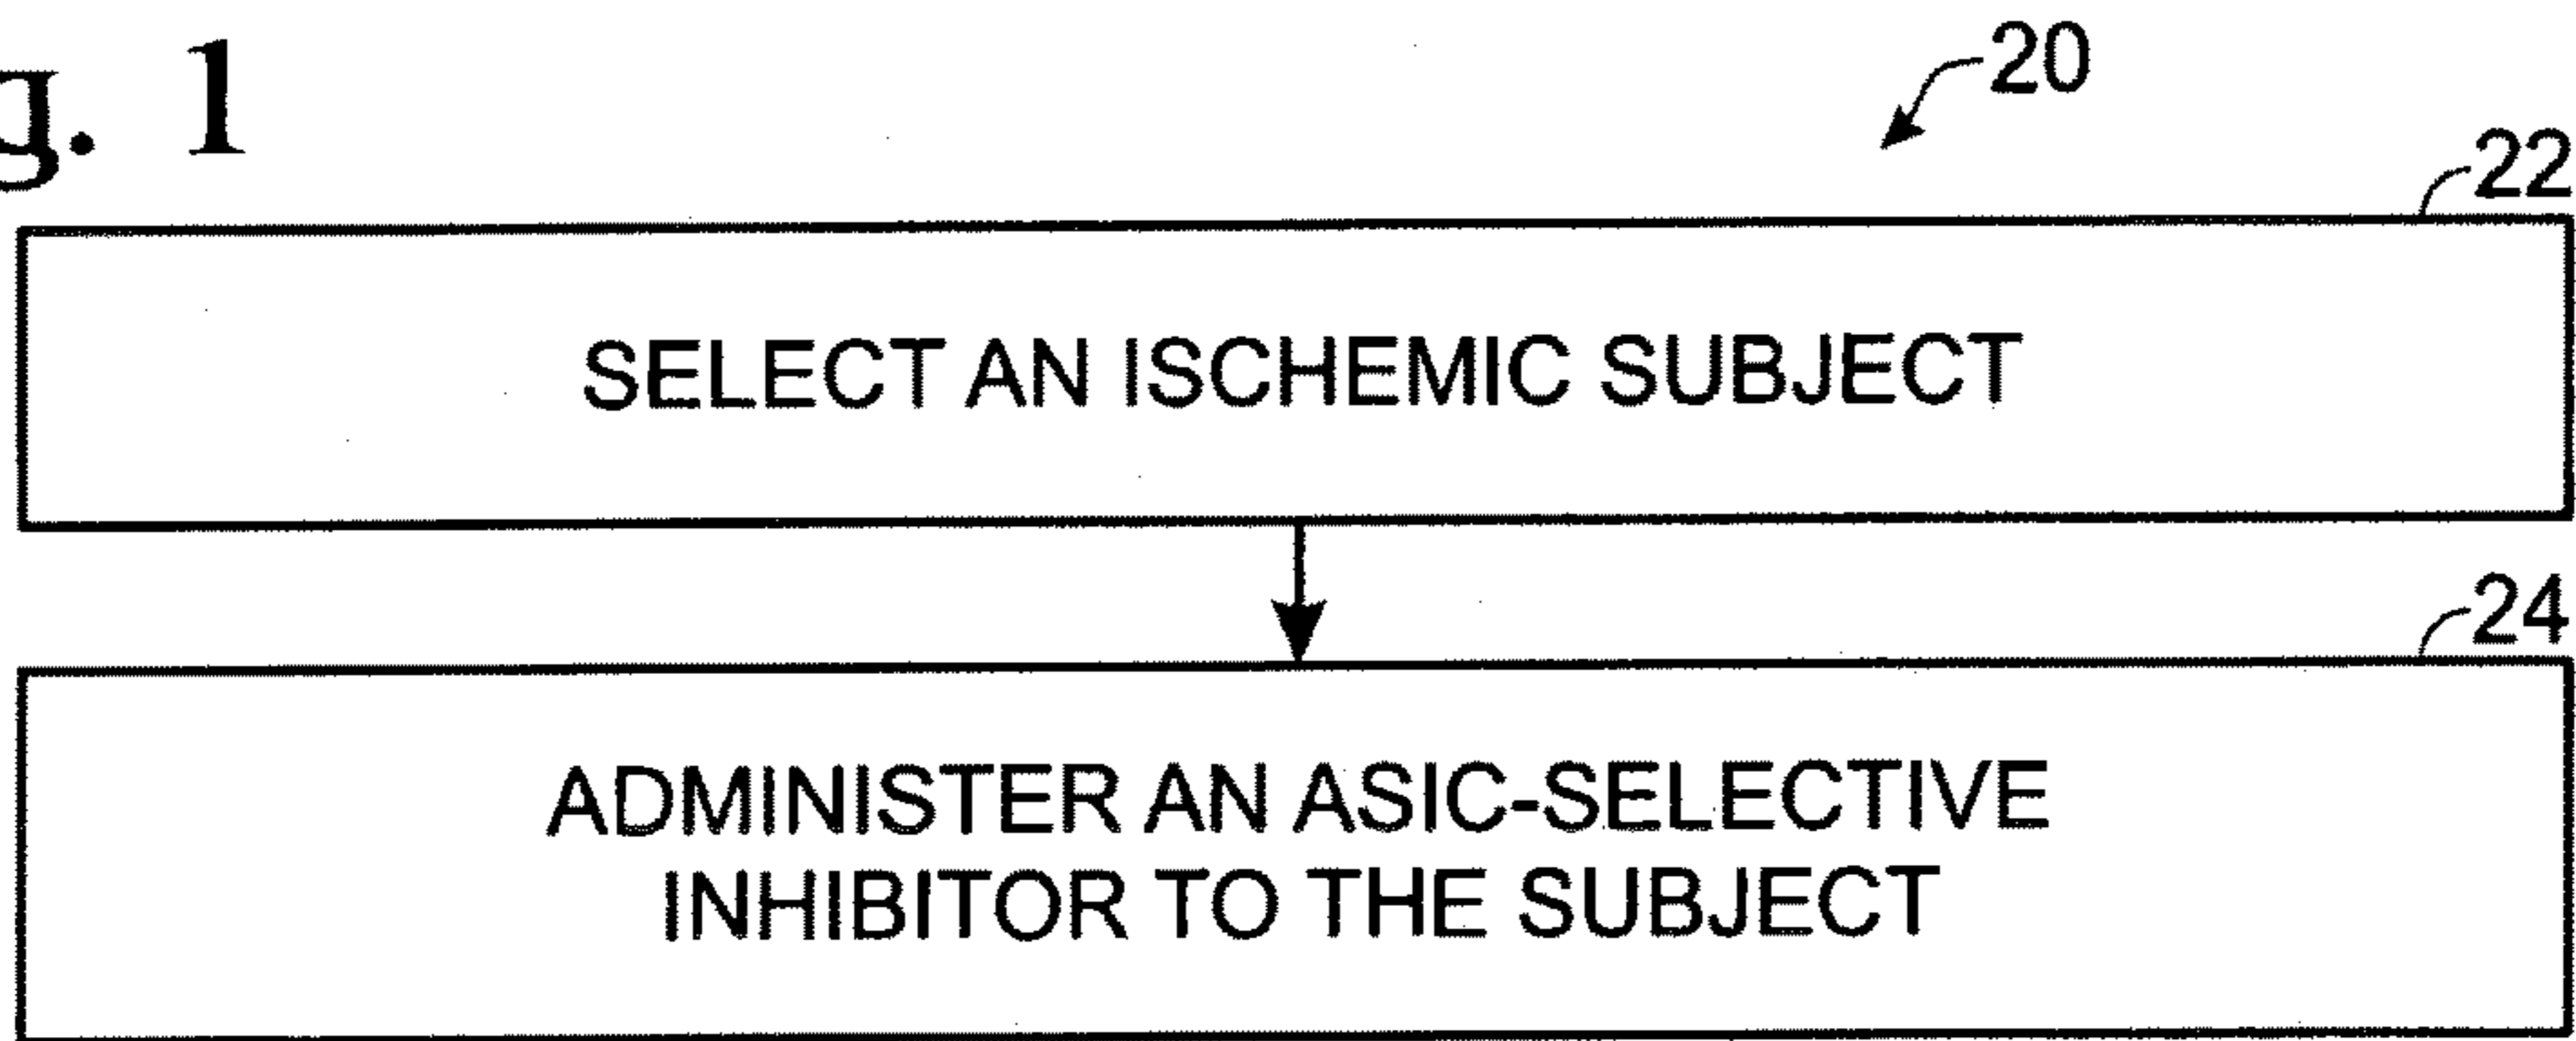 g. 1
20
22
SELECT AN ISCHEMIC SUBJECT
24
ADMINISTER AN ASIC-SELECTIVE
INHIBITOR TO THE SUBJECT